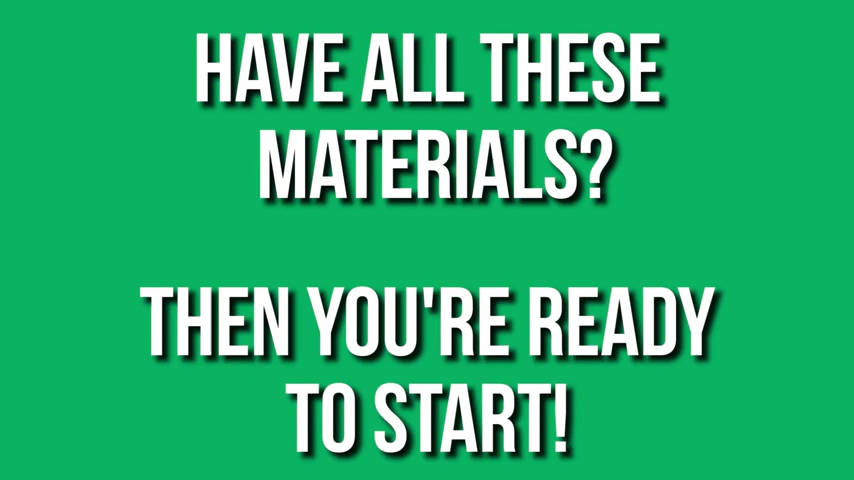 HAVE ALL THESE
MATERIALS?
THEN YOU'RE READY
TO START!